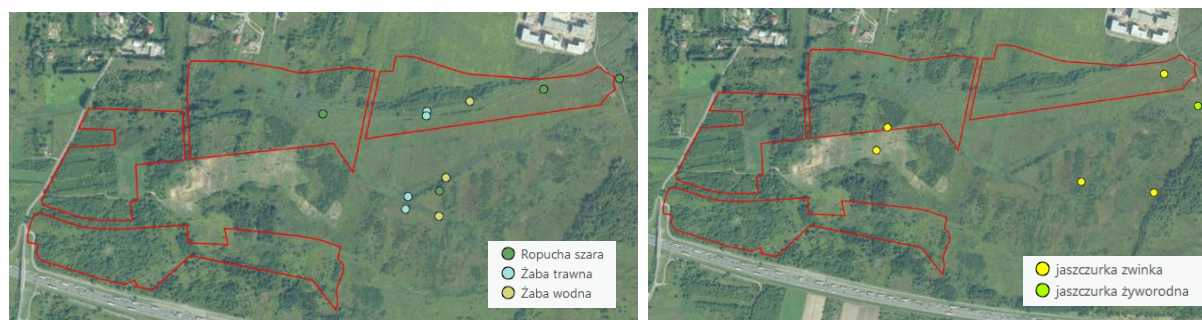 Ropucha szara
Żaba trawna
Żaba wodna
jaszczurka zwinka
jaszczurka żyworodna